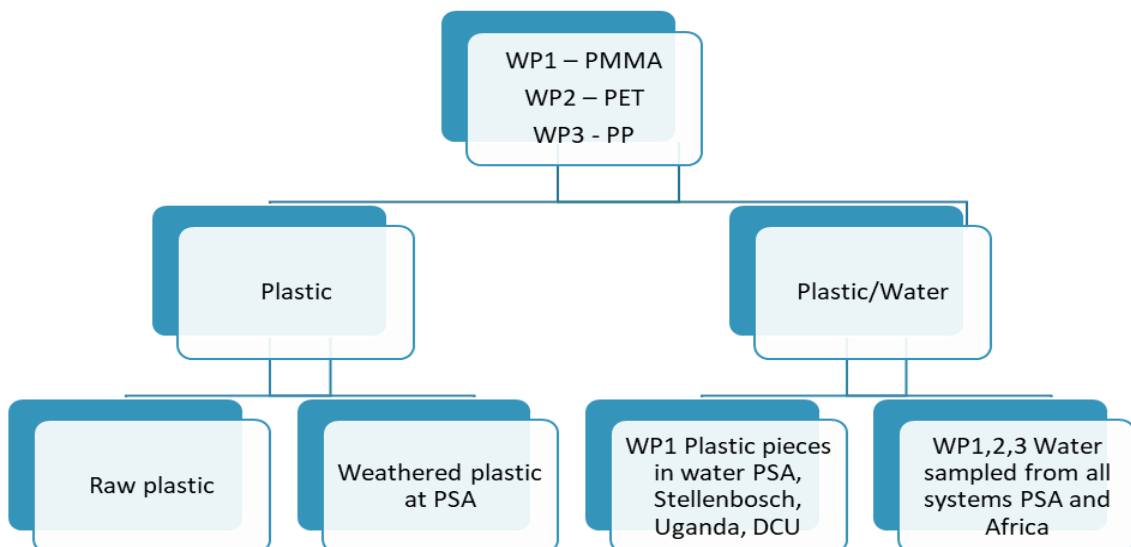 WP1 – PMMA
WP2 – PET
WP3 - PP
Plastic
Plastic/Water
Raw plastic
Weathered plastic
at PSA
WP1 Plastic pieces
in water PSA,
Stellenbosch,
Uganda, DCU
WP1,2,3 Water
sampled from all
systems PSA and
Africa